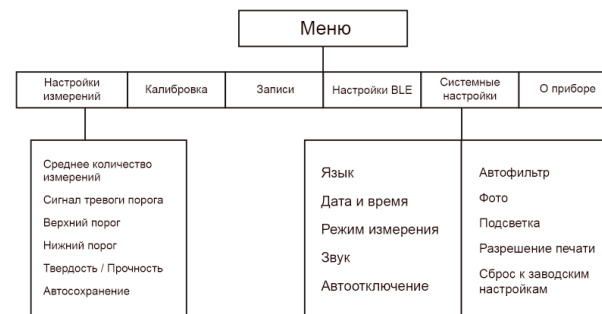 Меню
Настройки
измерений
Калибровка
Записи
Настройки BLE
Системные
настройки
О приборе
Среднее количество
измерений
Сигнал тревоги порога
Верхний порог
Нижний порог
Твердость / Прочность
Автосохранение
Язык
Дата и время
Режим измерения
Звук
Автоотключение
Автофильтр
Фото
Подсветка
Разрешение печати
Сброс к заводским
настройкам